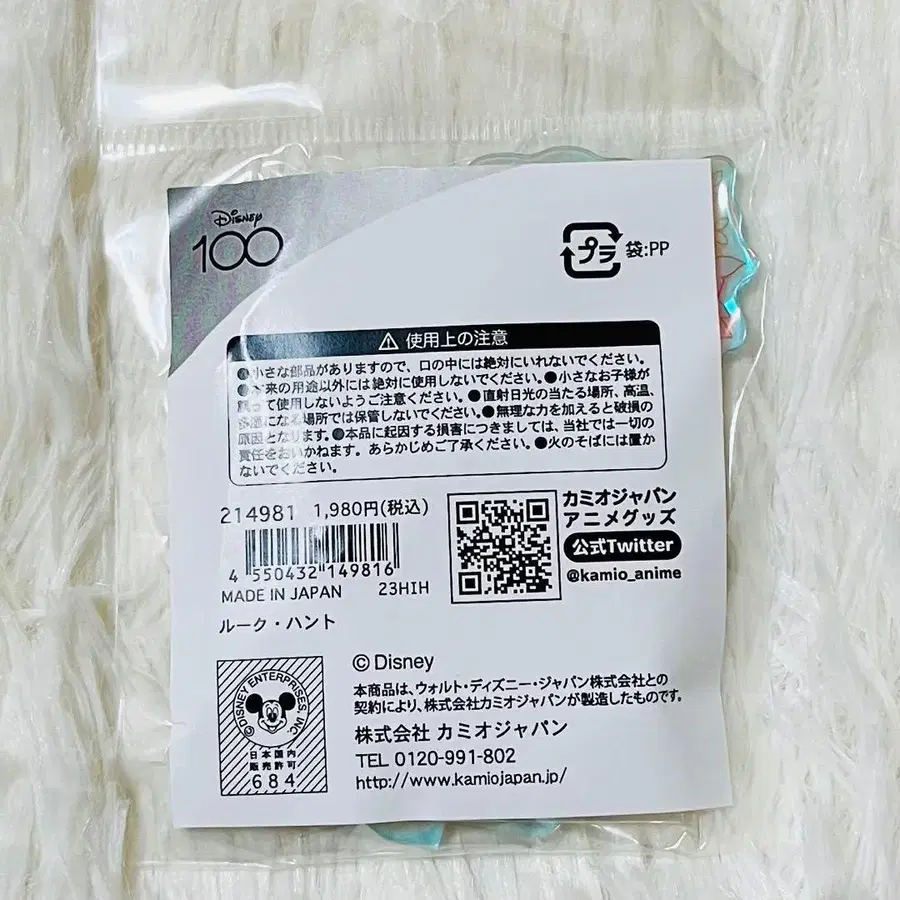 Disney
100
プラ 袋:PP
⚠ 使用上の注意
●小さな部品がありますので、口の中には絶対にいれないでください。
●本来の用途以外には絶対に使用しないでください。●小さなお子様が
誤って使用しないようご注意ください。●直射日光の当たる場所、高温、
多湿になる場所では保管しないでください。●無理な力を加えると破損の
原因となります。●本品に起因する損害につきましては、当社では一切の
責任をおいかねます。あらかじめご了承ください。●火のそばには置か
ないでください。
214981 1,980円(税込)
4 550432 149816
MADE IN JAPAN 23HIH
ルーク・ハント
カミオジャパン
アニメグッズ
公式Twitter
@kamio_anime
©DISNEY ENTERPRISES, INC.
日本国内
販売許可
684
© Disney
本商品は、ウォルト・ディズニー・ジャパン株式会社との
契約により、株式会社カミオジャパンが製造したものです。
株式会社 カミオジャパン
TEL 0120-991-802
http://www.kamiojapan.jp/